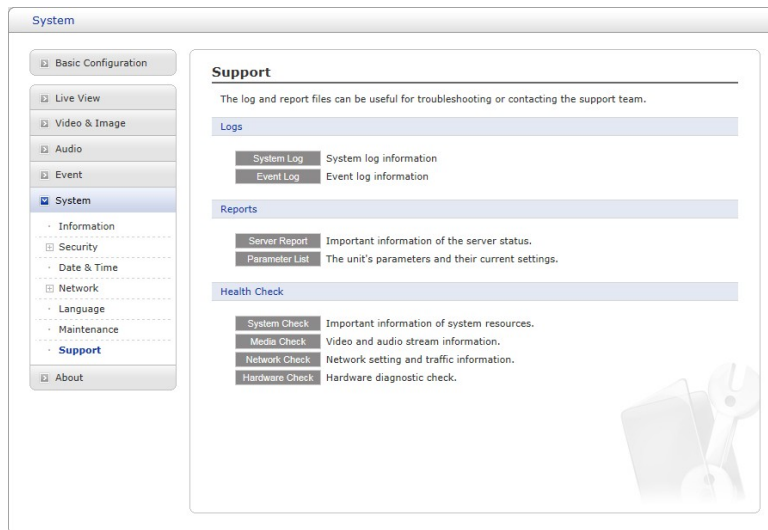 System
Basic Configuration
Live View
Video & Image
Audio
Event
System
Information
Security
Date & Time
Network
Language
Maintenance
Support
About
Support
The log and report files can be useful for troubleshooting or contacting the support team.
Logs
System Log System log information
Event Log Event log information
Reports
Server Report Important information of the server status.
Parameter List The unit's parameters and their current settings.
Health Check
System Check Important information of system resources.
Media Check Video and audio stream information.
Network Check Network setting and traffic information.
Hardware Check Hardware diagnostic check.